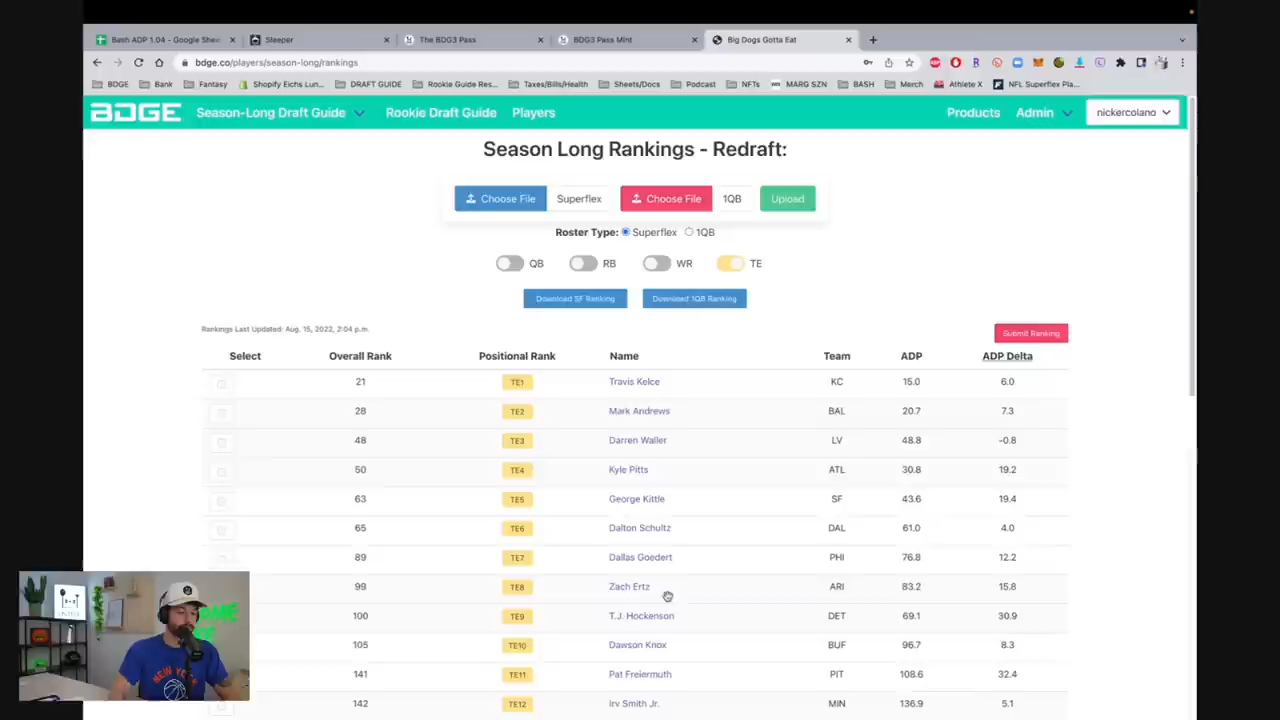 Bash ADP 1.04 - Google Shee
Sleeper
The BDG3 Pass
BDG3 Pass Mint
Big Dogs Gotta Eat
bdge.co/players/season-long/rankings
BDGE Bank Fantasy Shopify Eichs Lun... DRAFT GUIDE Rookie Guide Res... Taxes/Bills/Health Sheets/Docs Podcast NFTs MARG SZN BASH Merch Athlete X NFL Superflex Pla...
BDGE Season-Long Draft Guide Rookie Draft Guide Players Products Admin nickercolano
Season Long Rankings - Redraft:
Choose File Superflex Choose File 1QB Upload
Roster Type: Superflex 1QB
QB RB WR TE
Download SF Ranking Download 1QB Ranking
Rankings Last Updated: Aug. 15, 2022, 2:04 p.m.
Submit Ranking
Select Overall Rank Positional Rank Name Team ADP ADP Delta
21 TE1 Travis Kelce KC 15.0 6.0
28 TE2 Mark Andrews BAL 20.7 7.3
48 TE3 Darren Waller LV 48.8 -0.8
50 TE4 Kyle Pitts ATL 30.8 19.2
63 TE5 George Kittle SF 43.6 19.4
65 TE6 Dalton Schultz DAL 61.0 4.0
89 TE7 Dallas Goedert PHI 76.8 12.2
99 TE8 Zach Ertz ARI 83.2 15.8
100 TE9 T.J. Hockenson DET 69.1 30.9
105 TE10 Dawson Knox BUF 96.7 8.3
141 TE11 Pat Freiermuth PIT 108.6 32.4
142 TE12 Irv Smith Jr. MIN 136.9 5.1
NEW YORK